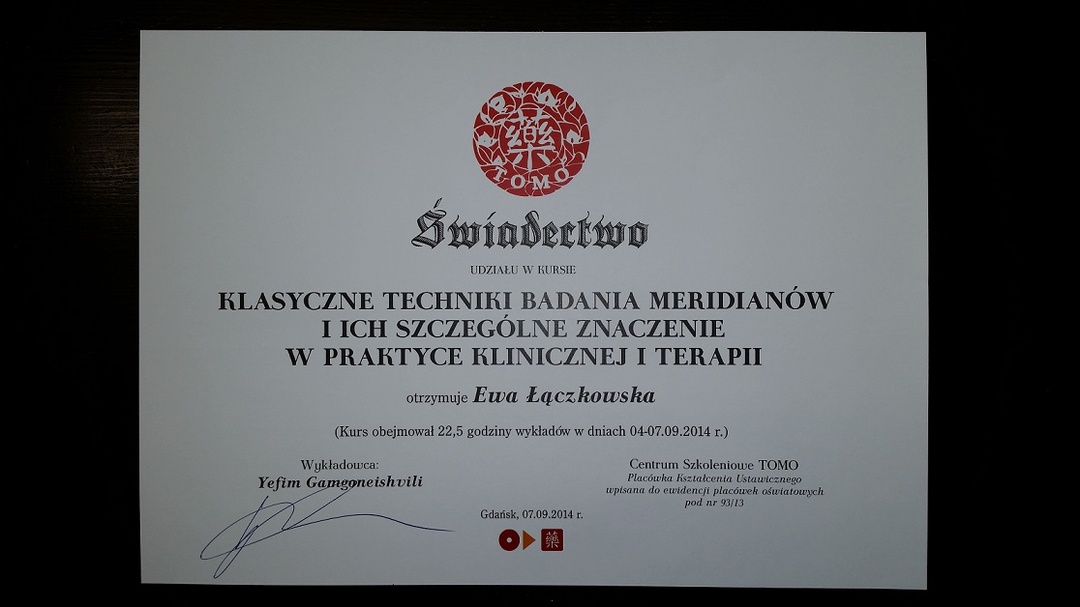 藥
TOMO
Świadectwo
UDZIAŁU W KURSIE
KLASYCZNE TECHNIKI BADANIA MERIDIANÓW
I ICH SZCZEGÓLNE ZNACZENIE
W PRAKTYCE KLINICZNEJ I TERAPII
otrzymuje Ewa Łączkowska
(Kurs obejmował 22,5 godziny wykładów w dniach 04-07.09.2014 r.)
Wykładowca:
Yefim Gamgoneishvili
Centrum Szkoleniowe TOMO
Placówka Kształcenia Ustawicznego
wpisana do ewidencji placówek oświatowych
pod nr 93/13
Gdańsk, 07.09.2014 r.
藥